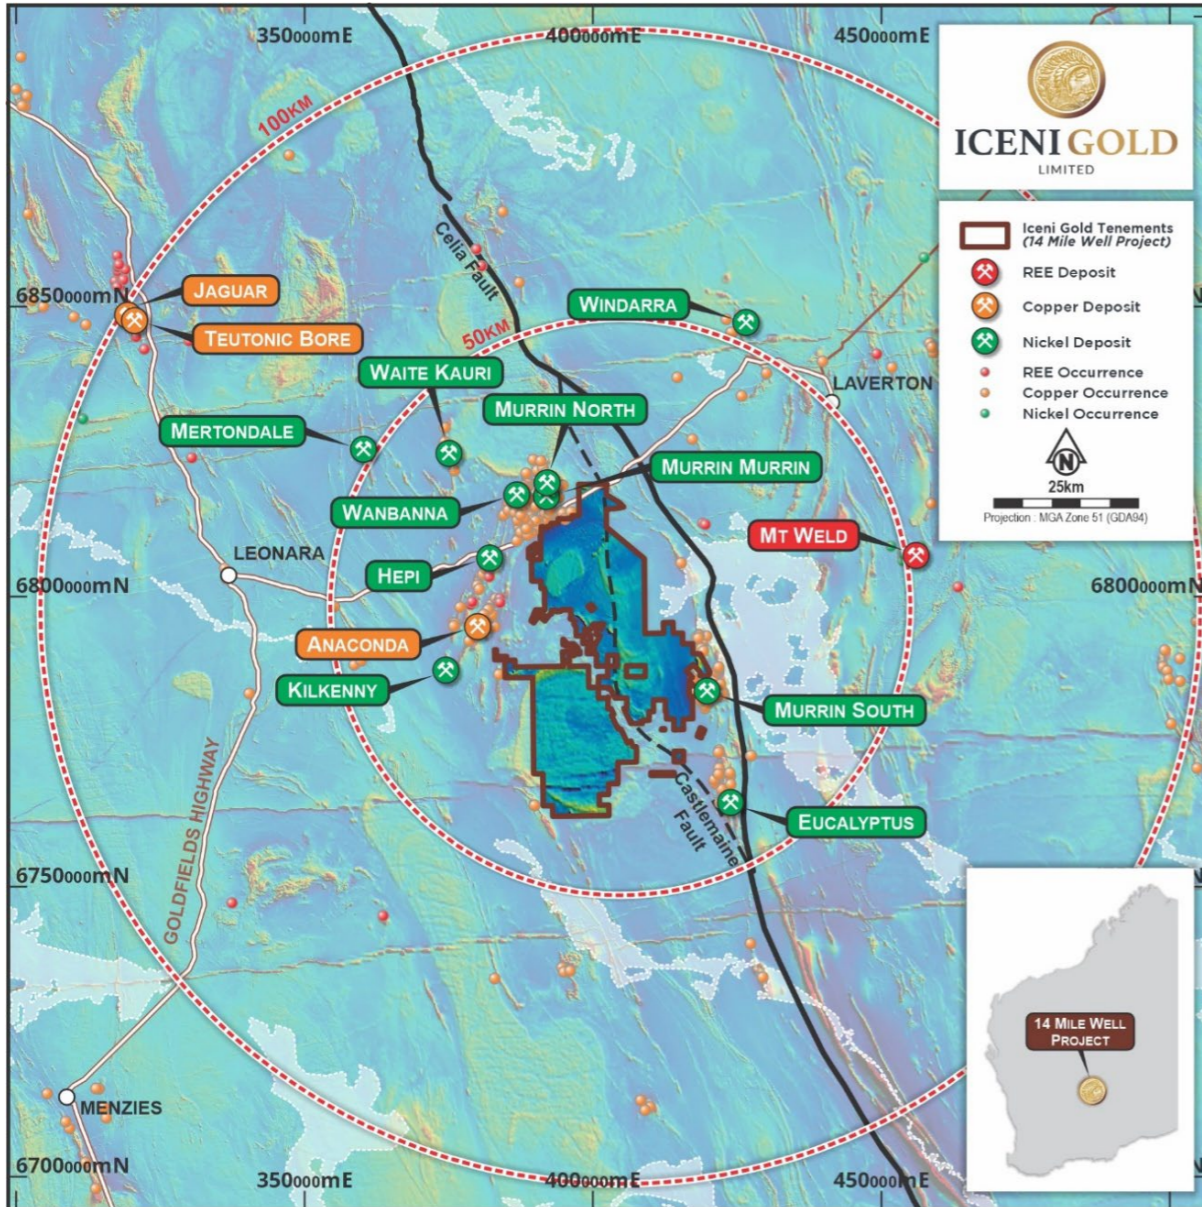 350000mE
400000mE
450000mE
100KM
ICENI GOLD
LIMITED
Iceni Gold Tenements
(14 Mile Well Project)
REE Deposit
Copper Deposit
Nickel Deposit
REE Occurrence
Copper Occurrence
Nickel Occurrence
N
25km
Projection : MGA Zone 51 (GDA94)
Celia Fault
6850000mN
JAGUAR
TEUTONIC BORE
WINDARRA
50KM
WAITE KAURI
LAVERTON
MURRIN NORTH
MERTONDALE
MURRIN MURRIN
WANBANNA
MT WELD
LEONARA
HEPI
6800000mN
6800000mN
ANACONDA
KILKENNY
MURRIN SOUTH
EUCALYPTUS
Castlemaine
Fault
GOLDFIELDS HIGHWAY
6750000mN
14 MILE WELL
PROJECT
MENZIES
6700000mN
350000mE
400000mE
450000mE